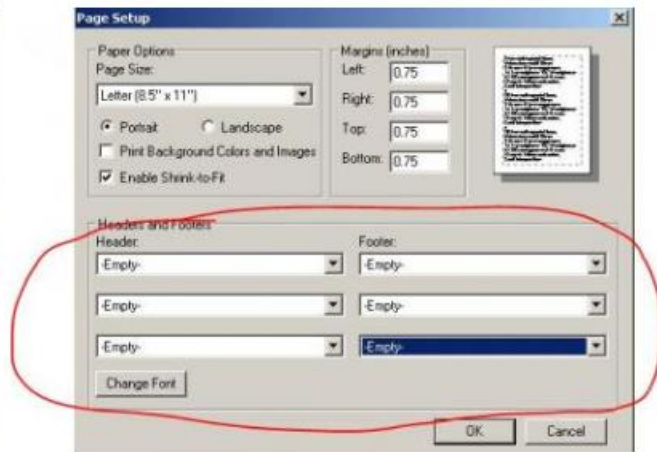 Page Setup
Paper Options
Page Size:
Letter (8.5" x 11")
Portrait
Landscape
Print Background Colors and Images
Enable Shrink-to-Fit
Margins (inches)
Left: 0.75
Right: 0.75
Top: 0.75
Bottom: 0.75
Headers and Footers
Header:
Footer:
-Empty-
-Empty-
-Empty-
-Empty-
-Empty-
-Empty-
Change Font
OK
Cancel